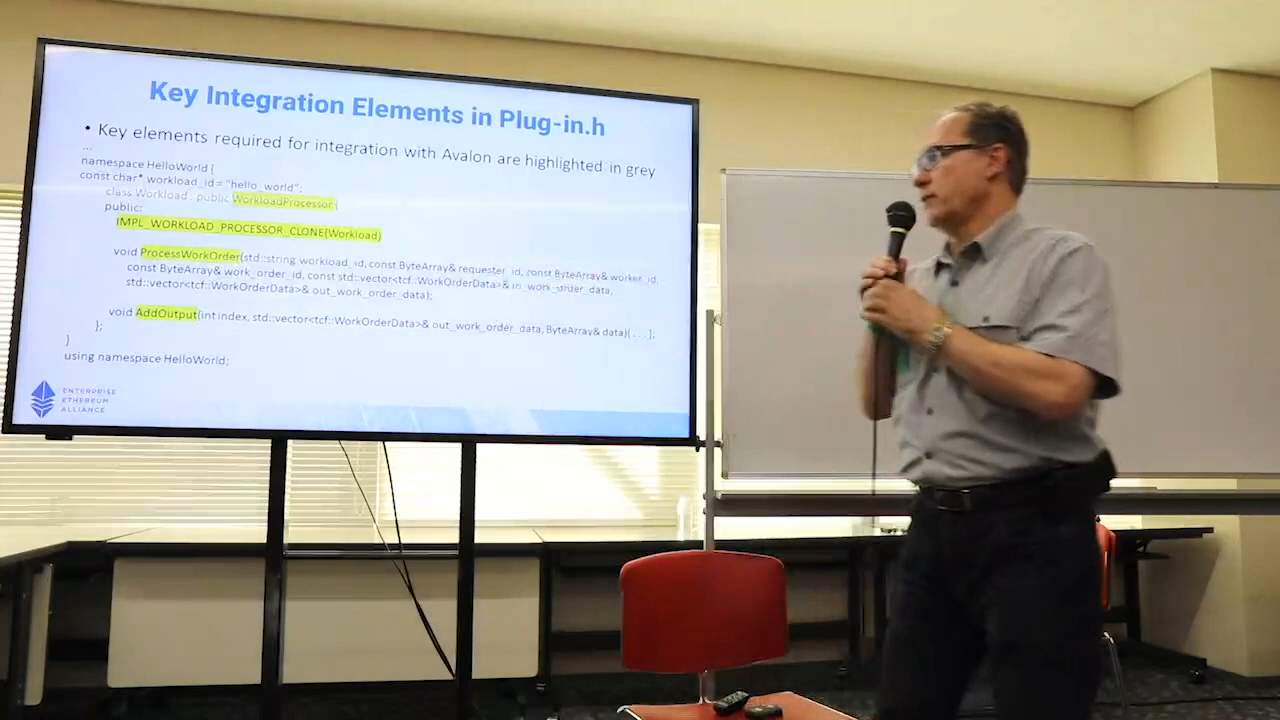 Key Integration Elements in Plug-in.h
• Key elements required for integration with Avalon are highlighted in grey
...
namespace HelloWorld {
const char* workload_id = "hello_world";
class Workload : public WorkloadProcessor {
public:
IMPL_WORKLOAD_PROCESSOR_CLONE(Workload)
void ProcessWorkOrder(std::string workload_id, const ByteArray& requester_id, const ByteArray& worker_id,
const ByteArray& work_order_id, const std::vector<tcf::WorkOrderData>& in_work_order_data,
std::vector<tcf::WorkOrderData>& out_work_order_data);
void AddOutput(int index, std::vector<tcf::WorkOrderData>& out_work_order_data, ByteArray& data){ . . . };
};
}
using namespace HelloWorld;
ENTERPRISE
ETHEREUM
ALLIANCE